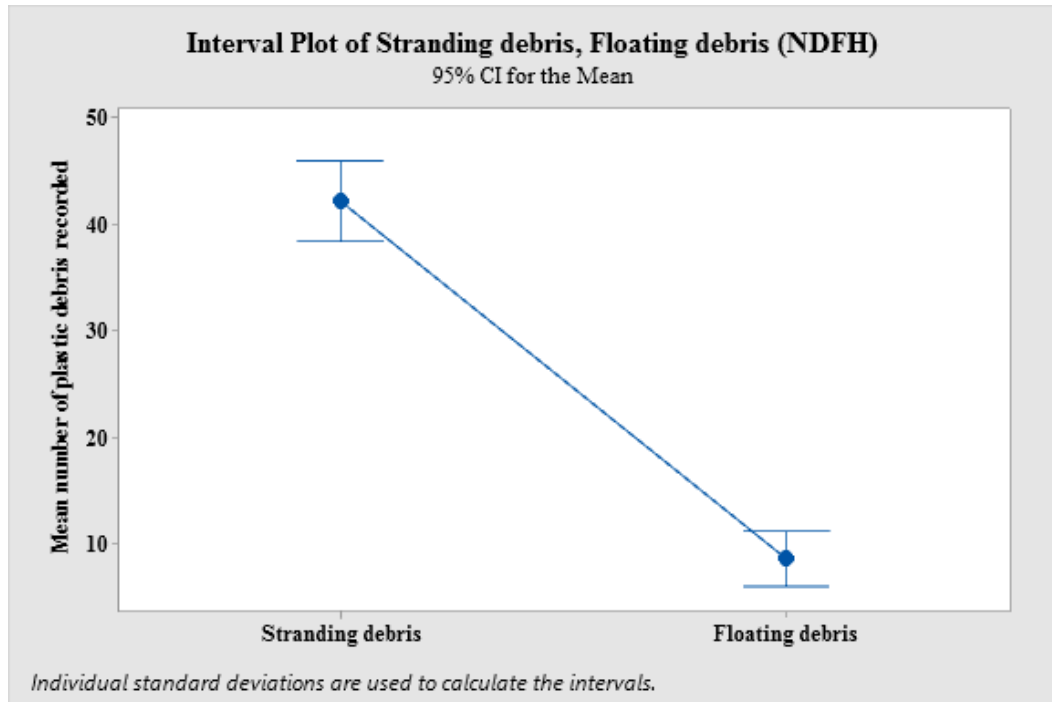 Interval Plot of Stranding debris, Floating debris (NDFH)
95% CI for the Mean
Mean number of plastic debris recorded
50
40
30
20
10
Stranding debris
Floating debris
Individual standard deviations are used to calculate the intervals.